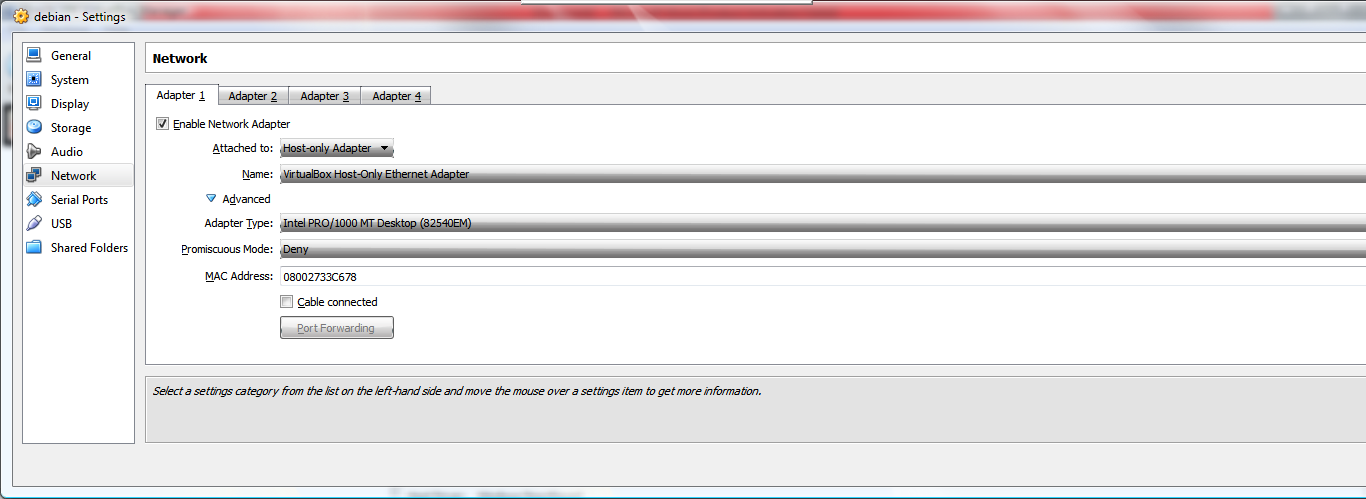 debian - Settings
General
System
Display
Storage
Audio
Network
Serial Ports
USB
Shared Folders
Network
Adapter 1 Adapter 2 Adapter 3 Adapter 4
Enable Network Adapter
Attached to: Host-only Adapter
Name: VirtualBox Host-Only Ethernet Adapter
Advanced
Adapter Type: Intel PRO/1000 MT Desktop (82540EM)
Promiscuous Mode: Deny
MAC Address: 08002733C678
Cable connected
Port Forwarding
Select a settings category from the list on the left-hand side and move the mouse over a settings item to get more information.